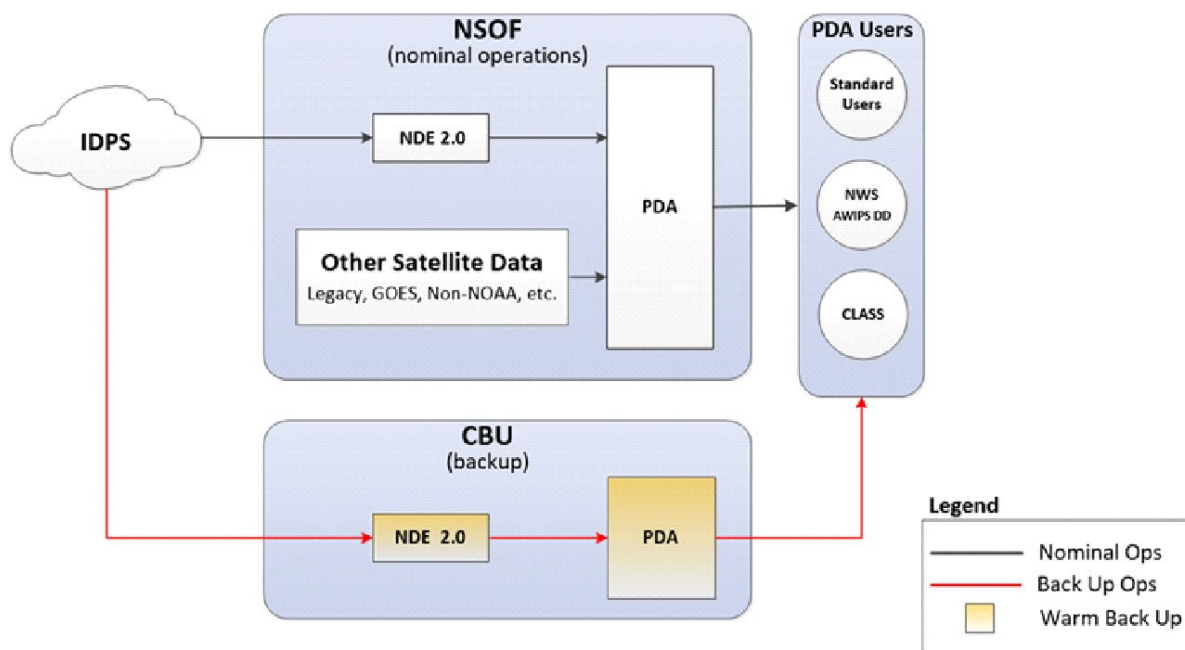 NSOF
(nominal operations)
PDA Users
Standard
Users
IDPS
NDE 2.0
PDA
NWS
AWIPS DD
Other Satellite Data
Legacy, GOES, Non-NOAA, etc.
CLASS
CBU
(backup)
NDE 2.0
PDA
Legend
Nominal Ops
Back Up Ops
Warm Back Up